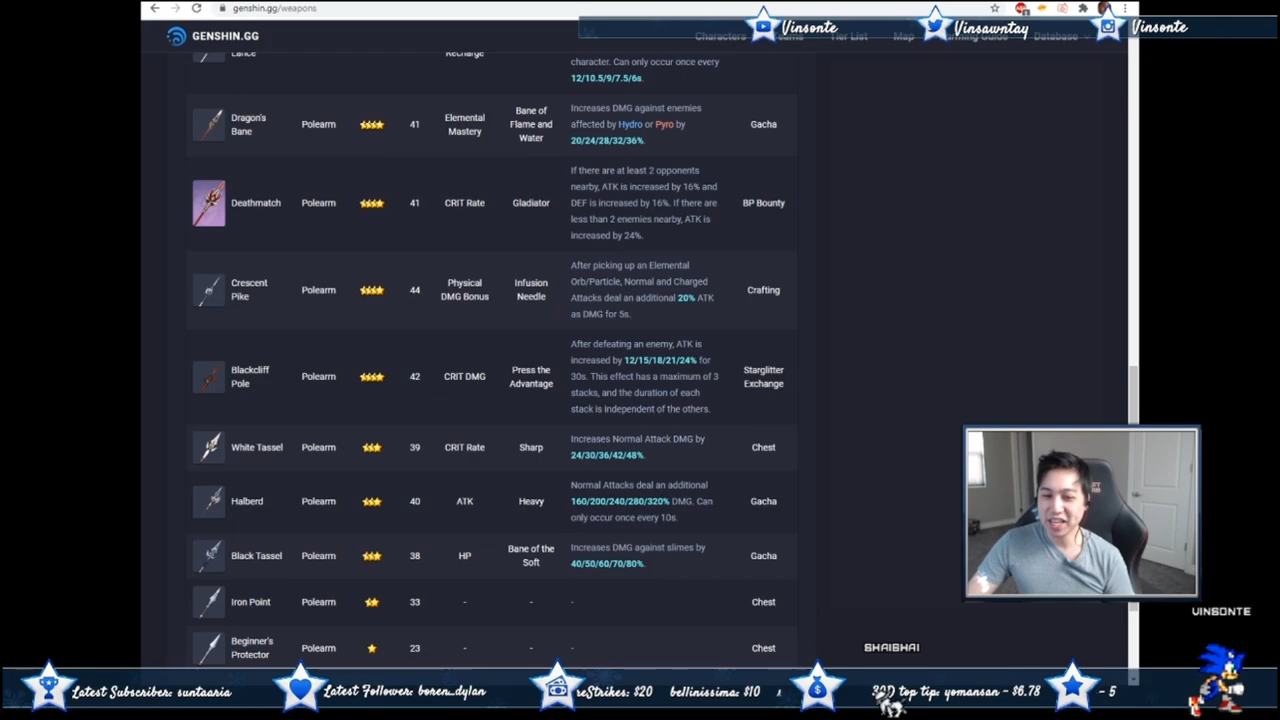 genshin.gg/weapons
Vinsonte
Vinsawntay
Vinsonte
GENSHIN.GG
Characters
Tier List
Map
Database
Lance
Recharge
character. Can only occur once every
12/10.5/9/7.5/6s.
Dragon's
Bane
Polearm
41
Elemental
Mastery
Bane of
Flame and
Water
Increases DMG against enemies
affected by Hydro or Pyro by
20/24/28/32/36%.
Gacha
Deathmatch
Polearm
41
CRIT Rate
Gladiator
If there are at least 2 opponents
nearby, ATK is increased by 16% and
DEF is increased by 16%. If there are
less than 2 enemies nearby, ATK is
increased by 24%.
BP Bounty
Crescent
Pike
Polearm
44
Physical
DMG Bonus
Infusion
Needle
After picking up an Elemental
Orb/Particle, Normal and Charged
Attacks deal an additional 20% ATK
as DMG for 5s.
Crafting
Blackcliff
Pole
Polearm
42
CRIT DMG
Press the
Advantage
After defeating an enemy, ATK is
increased by 12/15/18/21/24% for
30s. This effect has a maximum of 3
stacks, and the duration of each
stack is independent of the others.
Starglitter
Exchange
White Tassel
Polearm
39
CRIT Rate
Sharp
Increases Normal Attack DMG by
24/30/36/42/48%.
Chest
Halberd
Polearm
40
ATK
Heavy
Normal Attacks deal an additional
160/200/240/280/320% DMG. Can
only occur once every 10s.
Gacha
Black Tassel
Polearm
38
HP
Bane of the
Soft
Increases DMG against slimes by
40/50/60/70/80%.
Gacha
Iron Point
Polearm
33
-
-
-
Chest
Beginner's
Protector
Polearm
23
-
-
-
Chest
VINSONTE
SHAISHAI
Latest Subscriber: suntaaria
Latest Follower: boren_dylan
reStrikes: $20
bellinissima: $10
top tip: yomansan - $6.78
- 5